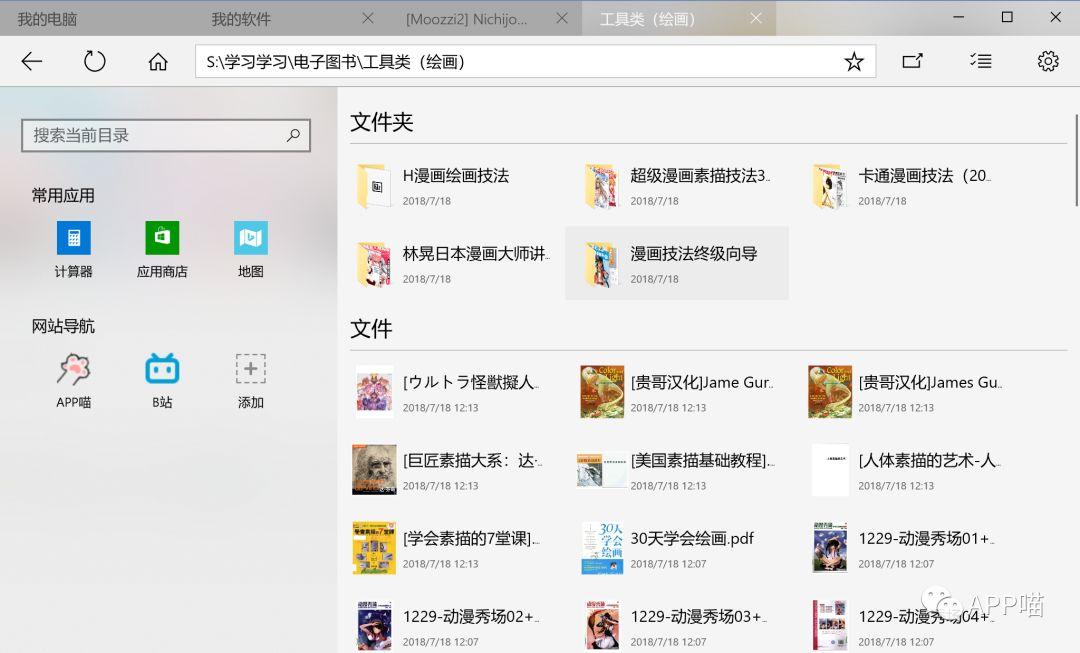 我的电脑
我的软件
[Moozzi2] Nichijo...
工具类（绘画）
S:\学习学习\电子图书\工具类（绘画）
搜索当前目录
常用应用
计算器
应用商店
地图
网站导航
APP喵
B站
添加
文件夹
H漫画绘画技法
2018/7/18
超级漫画素描技法3..
2018/7/18
卡通漫画技法（20..
2018/7/18
林晃日本漫画大师讲..
2018/7/18
漫画技法终级向导
2018/7/18
文件
[ウルトラ怪獣擬人..
2018/7/18 12:13
[贵哥汉化]Jame Gur..
2018/7/18 12:13
[贵哥汉化]James Gu..
2018/7/18 12:13
[巨匠素描大系：达·..
2018/7/18 12:13
[美国素描基础教程]..
2018/7/18 12:13
[人体素描的艺术-人..
2018/7/18 12:13
[学会素描的7堂课]...
2018/7/18 12:13
30天学会绘画.pdf
2018/7/18 12:07
1229-动漫秀场01+..
2018/7/18 12:07
1229-动漫秀场02+..
2018/7/18 12:07
1229-动漫秀场03+..
2018/7/18 12:07
1229-动漫秀场04+..
2018/7/18 12:07
APP喵